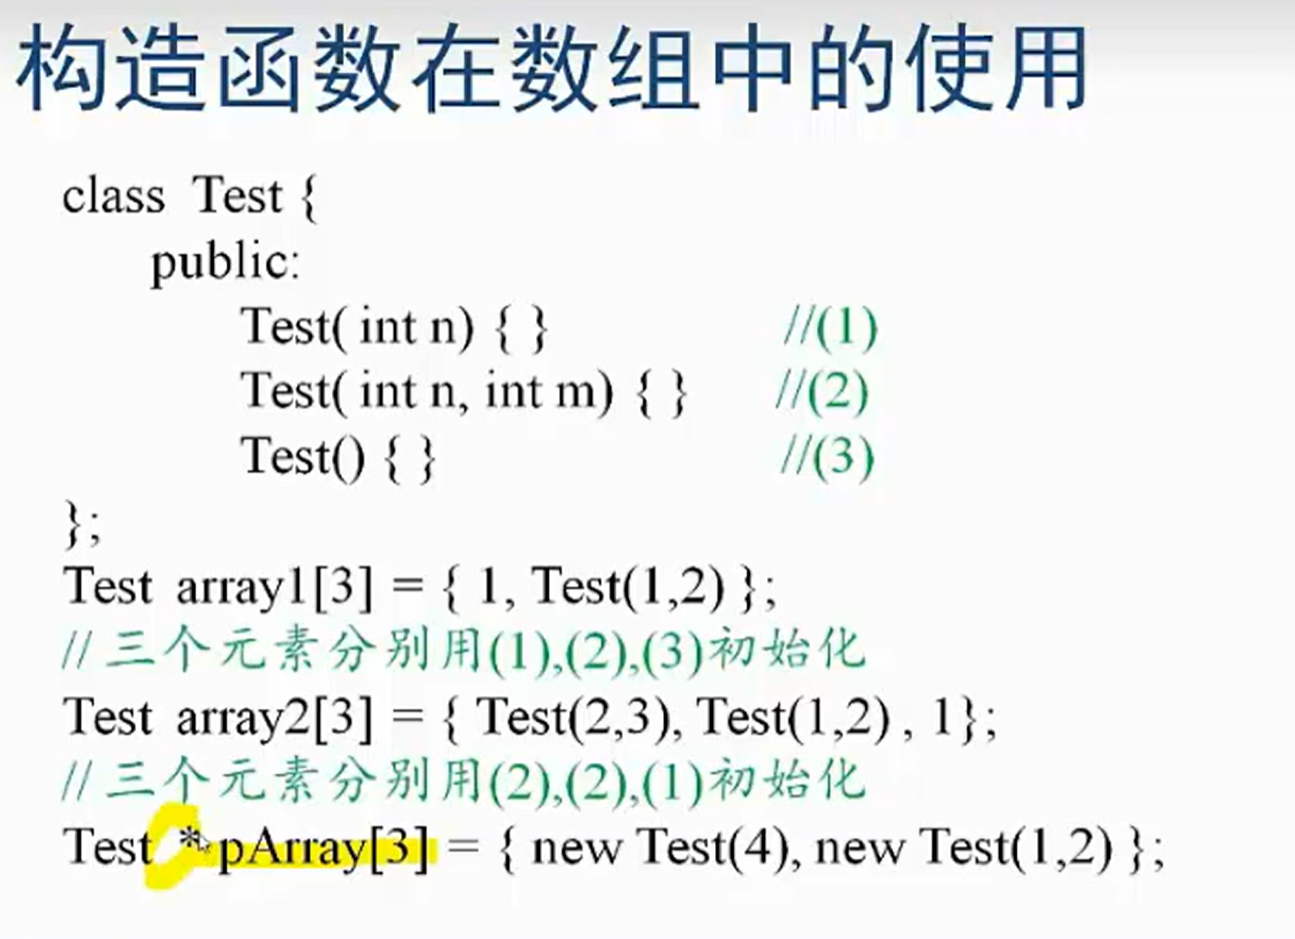 构造函数在数组中的使用
class Test {
public:
Test( int n) { } //(1)
Test( int n, int m) { } //(2)
Test() { } //(3)
};
Test array1[3] = { 1, Test(1,2) };
// 三个元素分别用(1),(2),(3)初始化
Test array2[3] = { Test(2,3), Test(1,2) , 1};
// 三个元素分别用(2),(2),(1)初始化
Test * pArray[3] = { new Test(4), new Test(1,2) };